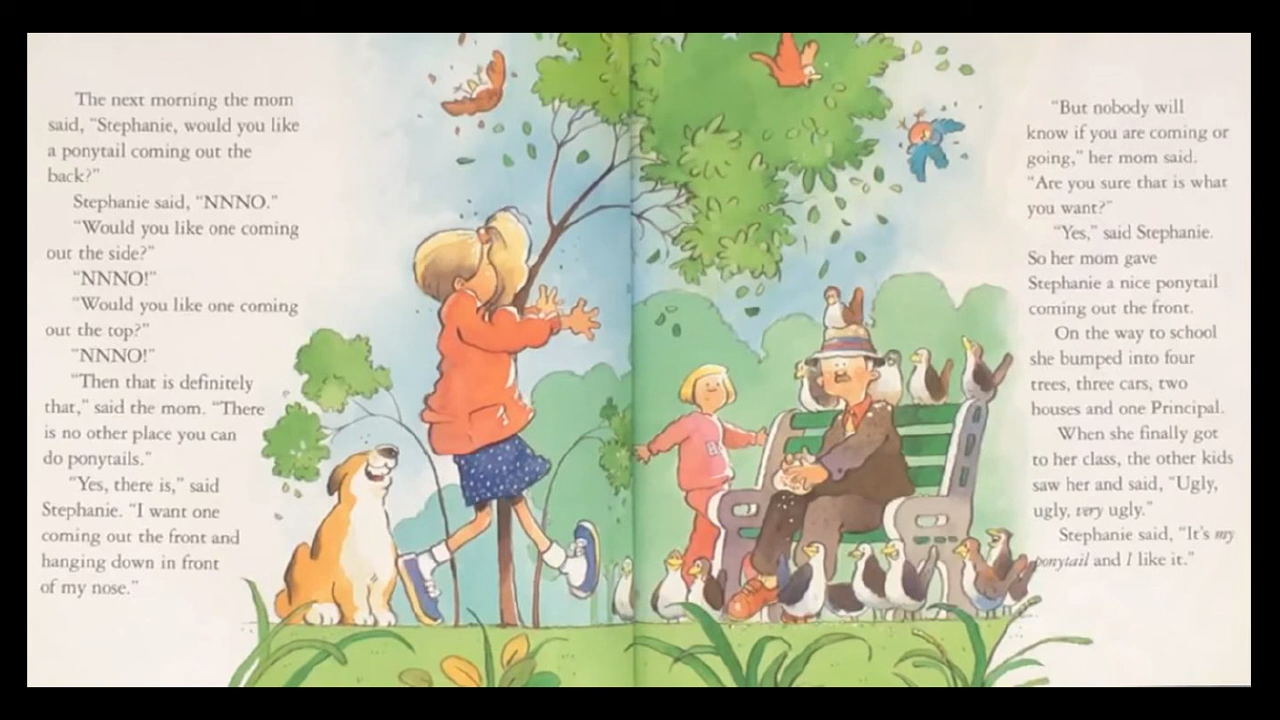 The next morning the mom
said, “Stephanie, would you like
a ponytail coming out the
back?”
Stephanie said, “NNNO.”
“Would you like one coming
out the side?”
“NNNO!”
“Would you like one coming
out the top?”
“NNNO!”
“Then that is definitely
that,” said the mom. “There
is no other place you can
do ponytails.”
“Yes, there is,” said
Stephanie. “I want one
coming out the front and
hanging down in front
of my nose.”
“But nobody will
know if you are coming or
going,” her mom said.
“Are you sure that is what
you want?”
“Yes,” said Stephanie.
So her mom gave
Stephanie a nice ponytail
coming out the front.
On the way to school
she bumped into four
trees, three cars, two
houses and one Principal.
When she finally got
to her class, the other kids
saw her and said, “Ugly,
ugly, very ugly.”
Stephanie said, “It’s my
ponytail and I like it.”